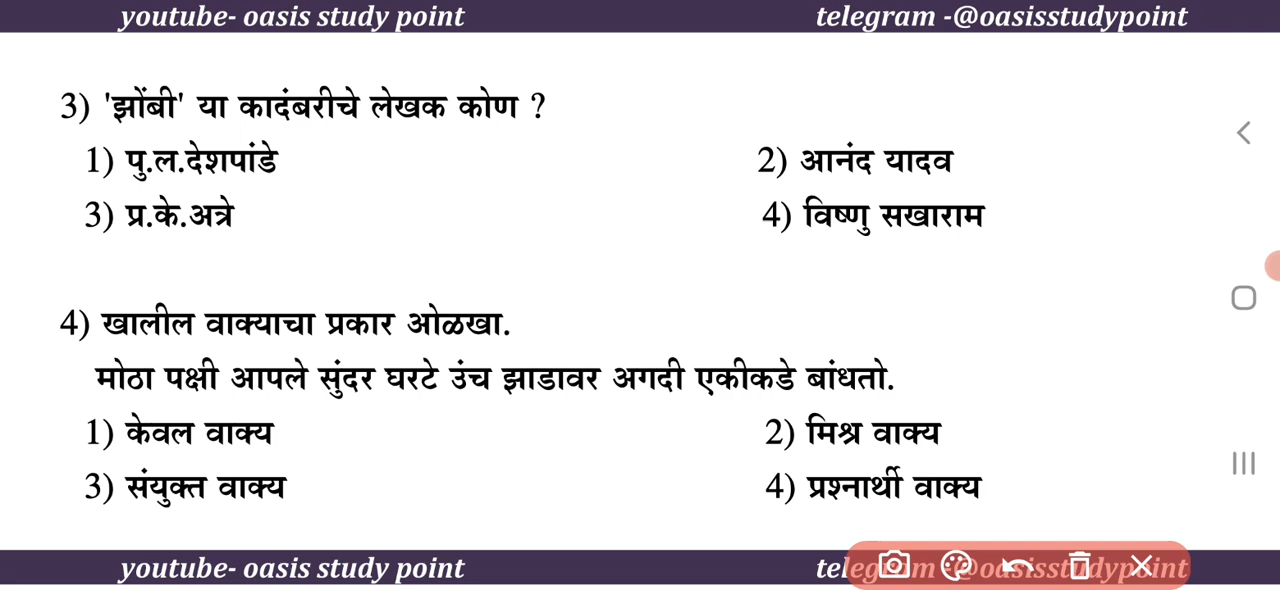 youtube- oasis study point telegram -@oasisstudypoint
3) 'झोंबी' या कादंबरीचे लेखक कोण ?
1) पु.ल.देशपांडे 2) आनंद यादव
3) प्र.के.अत्रे 4) विष्णु सखाराम
4) खालील वाक्याचा प्रकार ओळखा.
मोठा पक्षी आपले सुंदर घरटे उंच झाडावर अगदी एकीकडे बांधतो.
1) केवल वाक्य 2) मिश्र वाक्य
3) संयुक्त वाक्य 4) प्रश्नार्थी वाक्य
youtube- oasis study point telegram -@oasisstudypoint